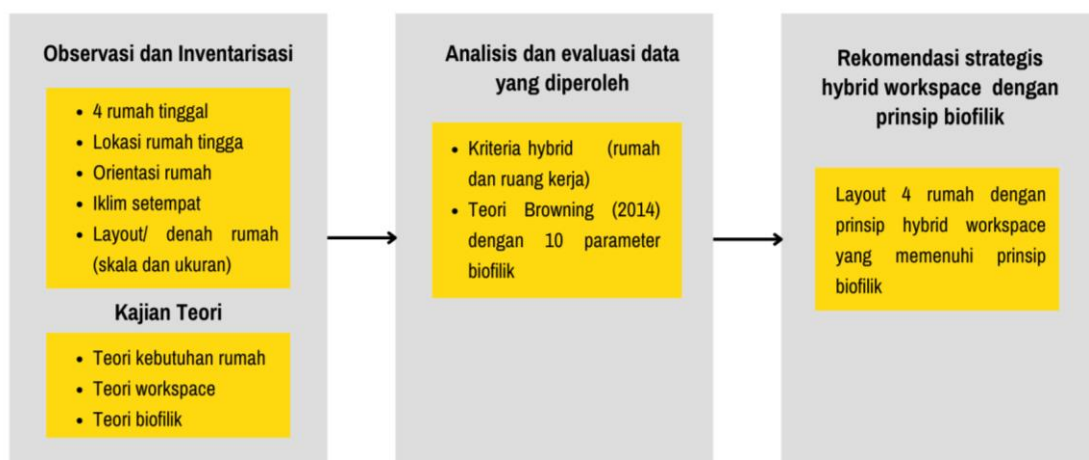 Observasi dan Inventarisasi
• 4 rumah tinggal
• Lokasi rumah tingga
• Orientasi rumah
• Iklim setempat
• Layout/ denah rumah
(skala dan ukuran)
Kajian Teori
• Teori kebutuhan rumah
• Teori workspace
• Teori biofilik
Analisis dan evaluasi data
yang diperoleh
• Kriteria hybrid (rumah
dan ruang kerja)
• Teori Browning (2014)
dengan 10 parameter
biofilik
Rekomendasi strategis
hybrid workspace dengan
prinsip biofilik
Layout 4 rumah dengan
prinsip hybrid workspace
yang memenuhi prinsip
biofilik